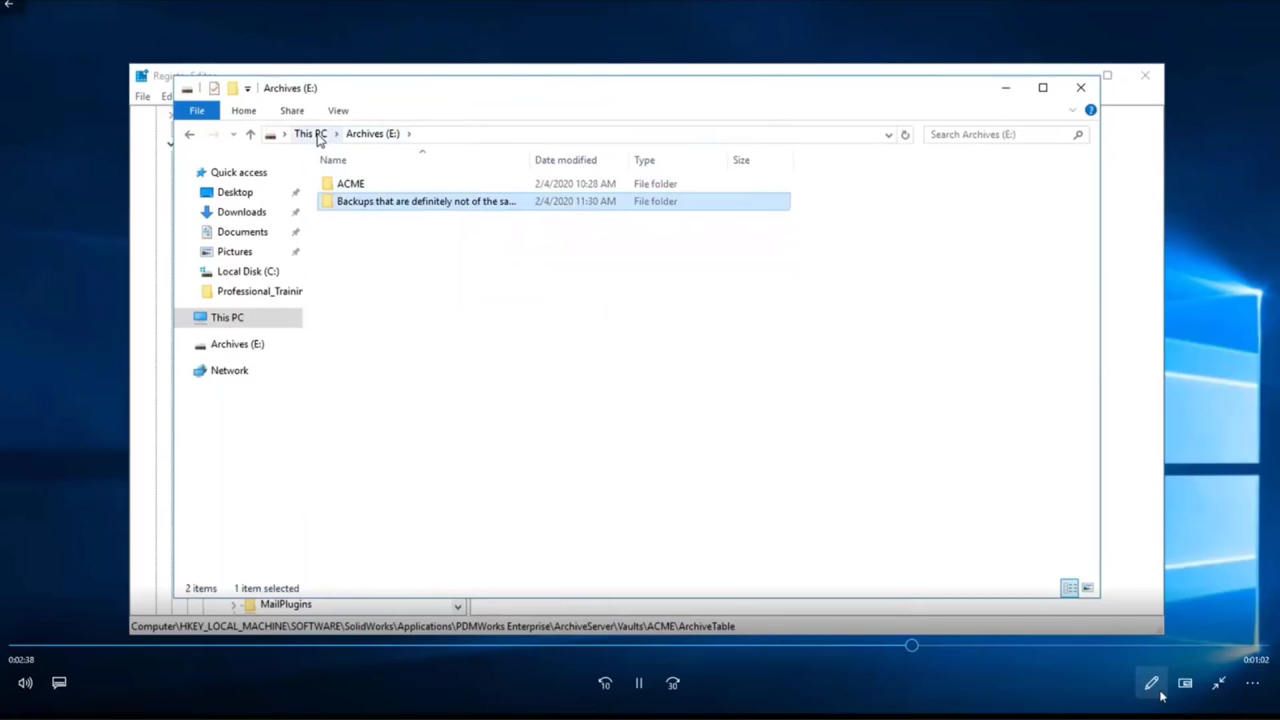 Archives (E:)
File
File Home Share View
This PC Archives (E:) Search Archives (E:)
Name Date modified Type Size
Quick access
Desktop
Downloads
Documents
Pictures
Local Disk (C:)
Professional_Trainir
This PC
Archives (E:)
Network
ACME 2/4/2020 10:28 AM File folder
Backups that are definitely not of the sa... 2/4/2020 11:30 AM File folder
2 items 1 item selected
MailPlugins
Computer\HKEY_LOCAL_MACHINE\SOFTWARE\SolidWorks\Applications\PDMWorks Enterprise\ArchiveServer\Vaults\ACME\ArchiveTable
0:02:38 0:01:02
10 30